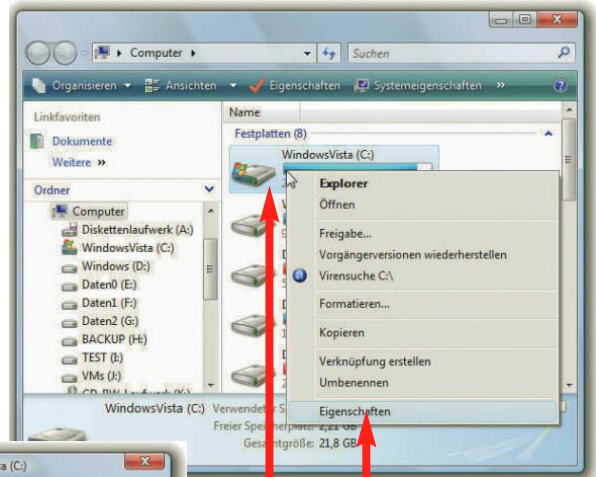 Computer
Suchen
Organisieren Ansichten Eigenschaften Systemeigenschaften »
Linkfavoriten
Dokumente
Weitere »
Ordner
Computer
Diskettenlaufwerk (A:)
WindowsVista (C:)
Windows (D:)
Daten0 (E:)
Daten1 (F:)
Daten2 (G:)
BACKUP (H:)
TEST (I:)
VMs (J:)
Name
Festplatten (8)
WindowsVista (C:)
Explorer
Öffnen
Freigabe...
Vorgängerversionen wiederherstellen
Virensuche C:\
Formatieren...
Kopieren
Verknüpfung erstellen
Umbenennen
Eigenschaften
WindowsVista (C:)
Freier 2,21 GB
Gesamtgröße: 21,8 GB
(C:)